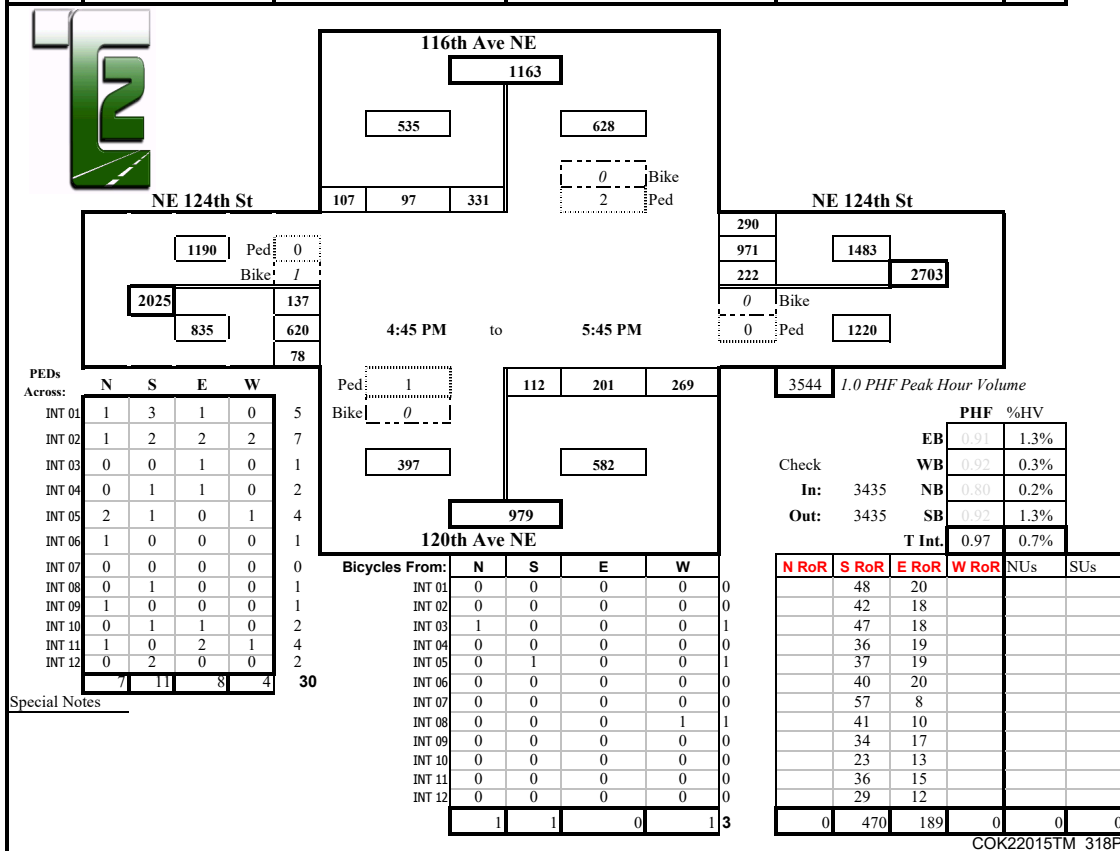 T2
116th Ave NE
1163
535 628
0 Bike
NE 124th St 107 97 331 2 Ped NE 124th St
290
1190 Ped 0 971 1483
Bike 1 222 2703
2025 137 0 Bike
835 620 4:45 PM to 5:45 PM 0 Ped 1220
78
PEDs Across: N S E W Ped 1 112 201 269 3544 1.0 PHF Peak Hour Volume
INT 01 1 3 1 0 5 Bike 0 PHF %HV
INT 02 1 2 2 2 7 EB 0.91 1.3%
INT 03 0 0 1 0 1 397 582 Check WB 0.92 0.3%
INT 04 0 1 1 0 2 In: 3435 NB 0.80 0.2%
INT 05 2 1 0 1 4 979 Out: 3435 SB 0.92 1.3%
INT 06 1 0 0 0 1 120th Ave NE T Int. 0.97 0.7%
INT 07 0 0 0 0 0 Bicycles From: N S E W N RoR S RoR E RoR W RoR NUs SUs
INT 08 0 1 0 0 1 INT 01 0 0 0 0 0 48 20
INT 09 1 0 0 0 1 INT 02 0 0 0 0 0 42 18
INT 10 0 1 1 0 2 INT 03 1 0 0 0 1 47 18
INT 11 1 0 2 1 4 INT 04 0 0 0 0 0 36 19
INT 12 0 2 0 0 2 INT 05 0 1 0 0 1 37 19
7 11 8 4 30 INT 06 0 0 0 0 0 40 20
Special Notes INT 07 0 0 0 0 0 57 8
INT 08 0 0 0 1 1 41 10
INT 09 0 0 0 0 0 34 17
INT 10 0 0 0 0 0 23 13
INT 11 0 0 0 0 0 36 15
INT 12 0 0 0 0 0 29 12
1 1 0 1 3 0 470 189 0 0 0
COK22015TM_318P